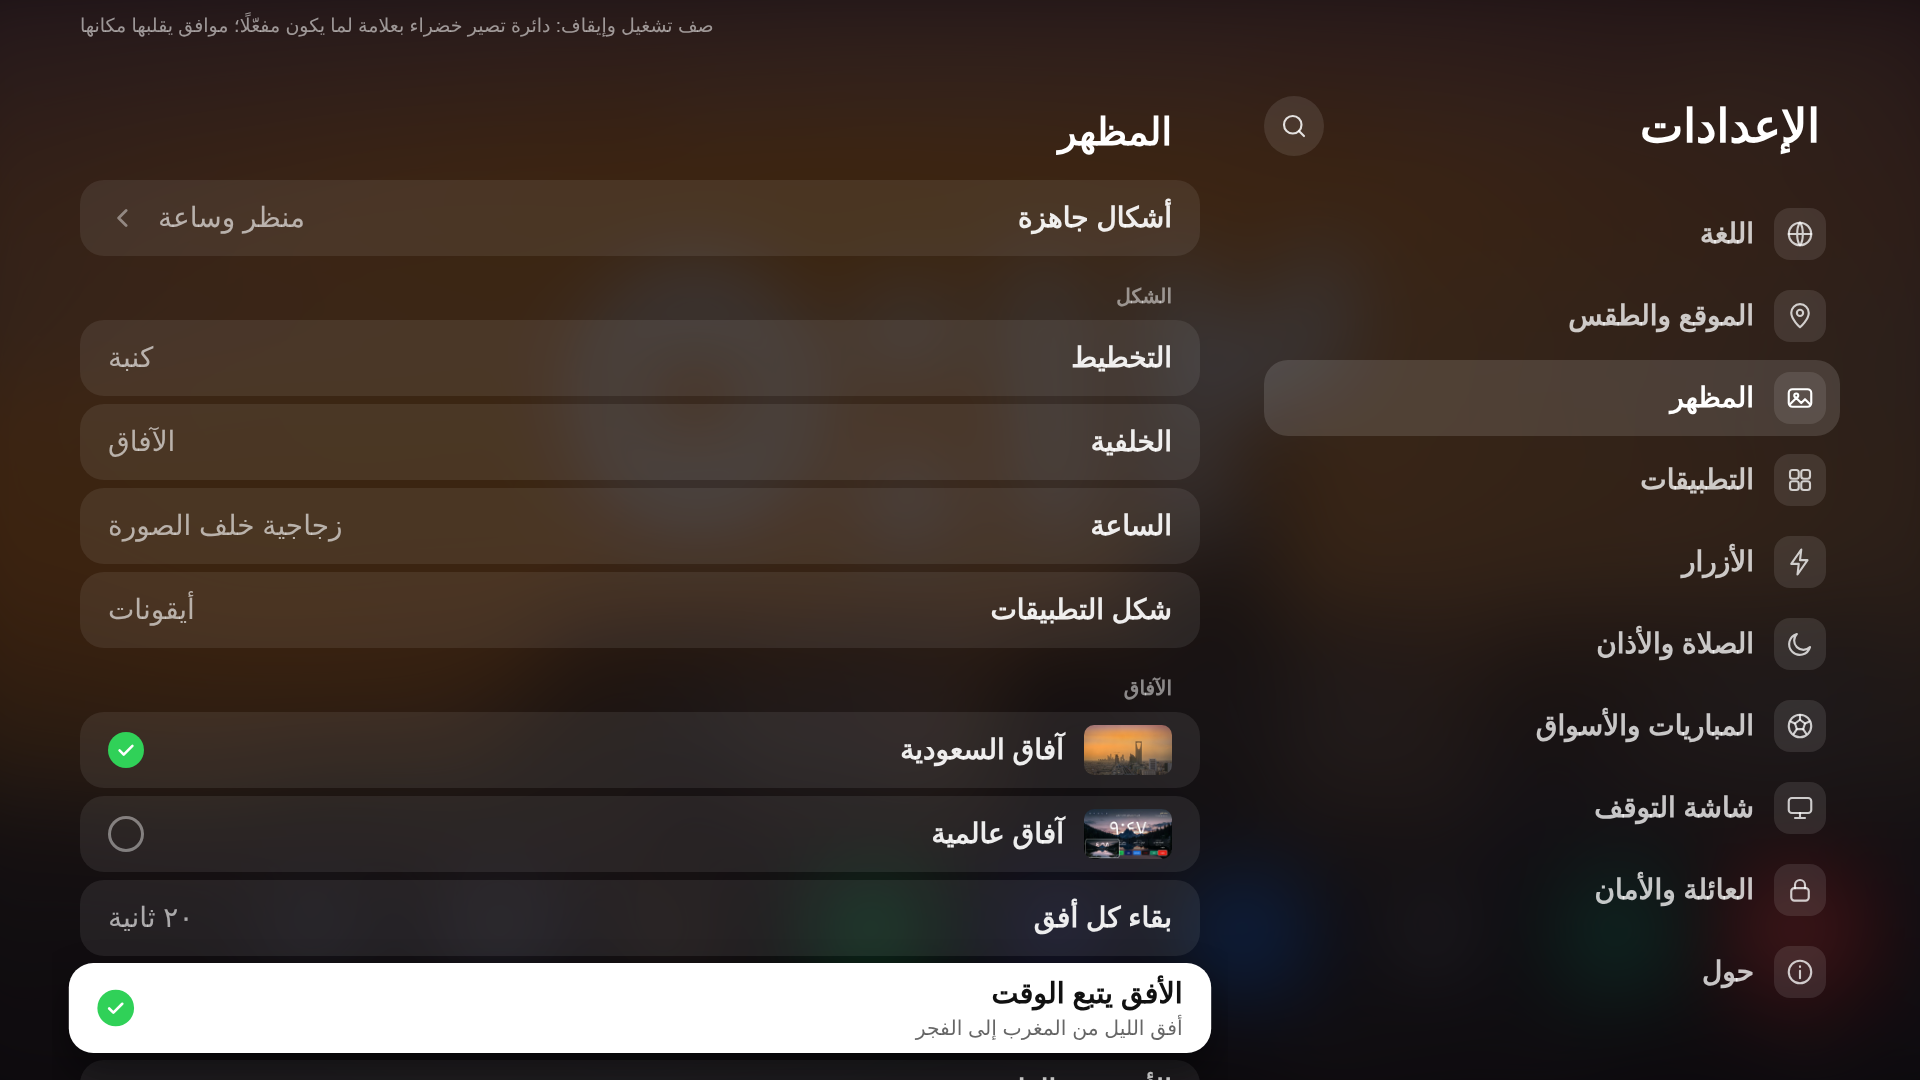 صف تشغيل وإيقاف: دائرة تصير خضراء بعلامة لما يكون مفعّلًا؛ موافق يقلبها مكانها
الإعدادات
اللغة
الموقع والطقس
المظهر
التطبيقات
الأزرار
الصلاة والأذان
المباريات والأسواق
شاشة التوقف
العائلة والأمان
حول
المظهر
أشكال جاهزة
منظر وساعة
الشكل
التخطيط
كنبة
الخلفية
الآفاق
الساعة
زجاجية خلف الصورة
شكل التطبيقات
أيقونات
الآفاق
آفاق السعودية
آفاق عالمية
٩:٤٧
بقاء كل أفق
٢٠ ثانية
الأفق يتبع الوقت
أفق الليل من المغرب إلى الفجر